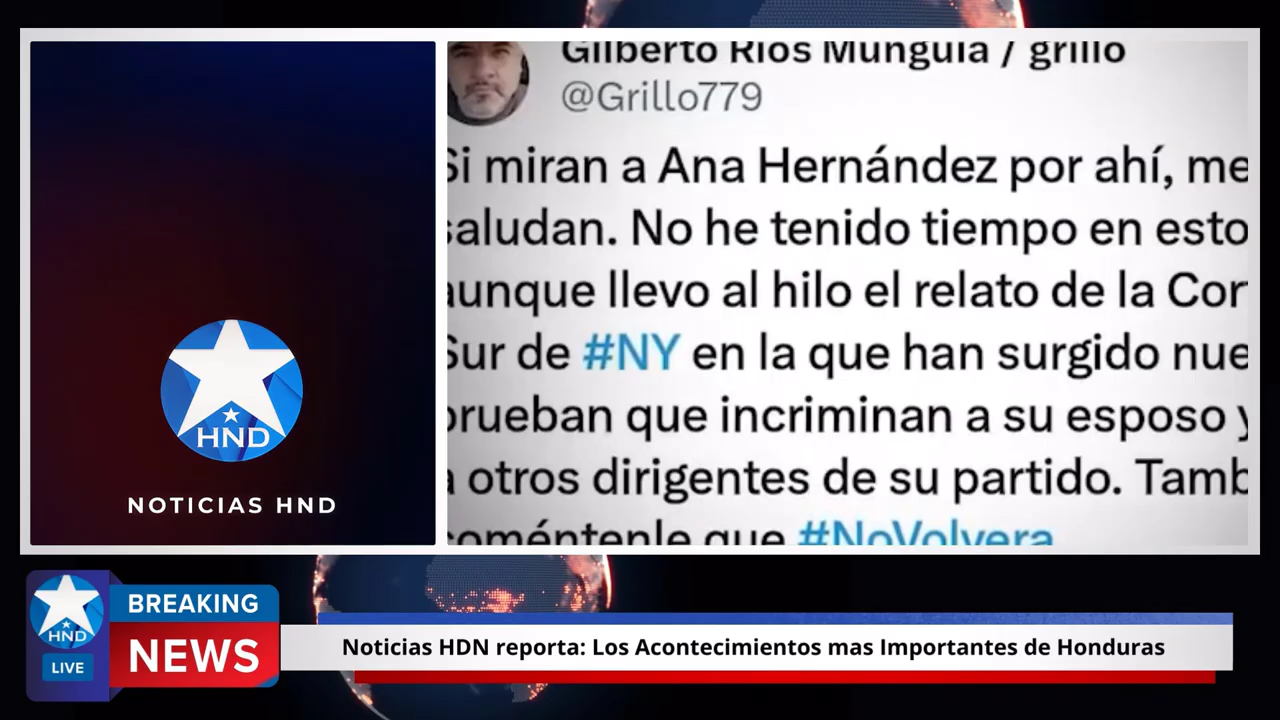 HND
NOTICIAS HND
Gilberto Ríos Munguía / grillo
@Grillo779
Si miran a Ana Hernández por ahí, me
saludan. No he tenido tiempo en esto
aunque llevo al hilo el relato de la Cor
Sur de #NY en la que han surgido nue
prueban que incriminan a su esposo y
a otros dirigentes de su partido. Tamb
coméntenle que #NoVolvera
HND
LIVE
BREAKING
NEWS
Noticias HDN reporta: Los Acontecimientos mas Importantes de Honduras